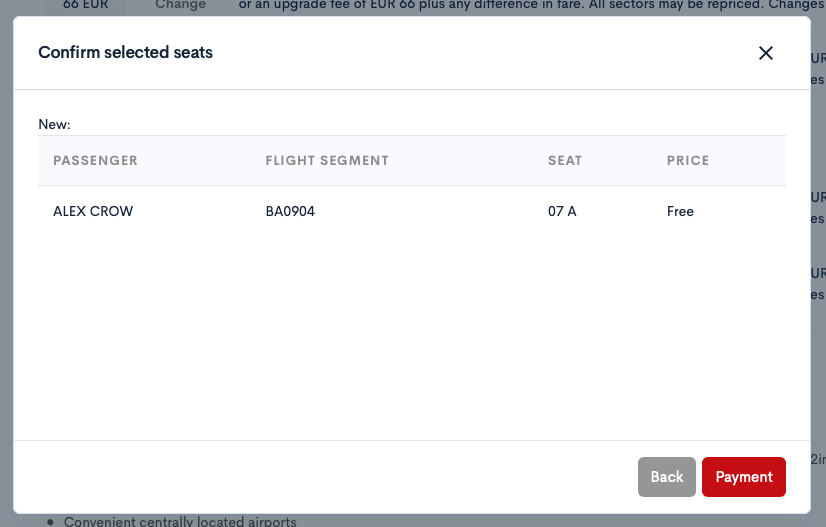 66 EUR Change or an upgrade fee of EUR 66 plus any difference in fare. All sectors may be repriced. Changes
Confirm selected seats
New:
PASSENGER FLIGHT SEGMENT SEAT PRICE
ALEX CROW BA0904 07 A Free
Back Payment
Convenient centrally located airports